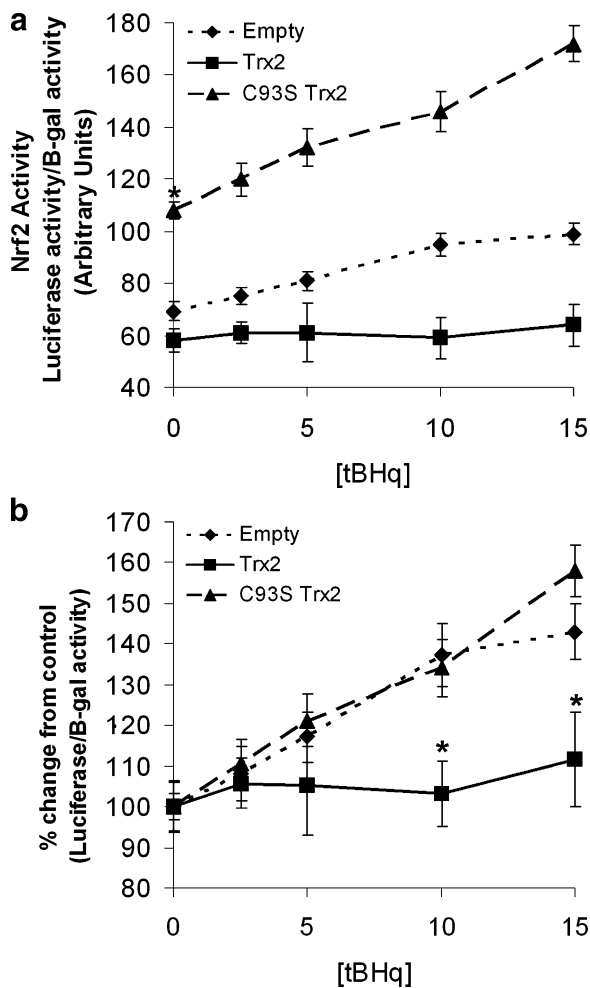 a
180
160
140
120
100
80
60
40
Empty
Trx2
C93S Trx2
*
Nrf2 Activity
Luciferase activity/B-gal activity
(Arbitrary Units)
0
5
10
15
[tBHq]
b
170
160
150
140
130
120
110
100
90
80
Empty
Trx2
C93S Trx2
*
*
% change from control
(Luciferase/B-gal activity)
0
5
10
15
[tBHq]